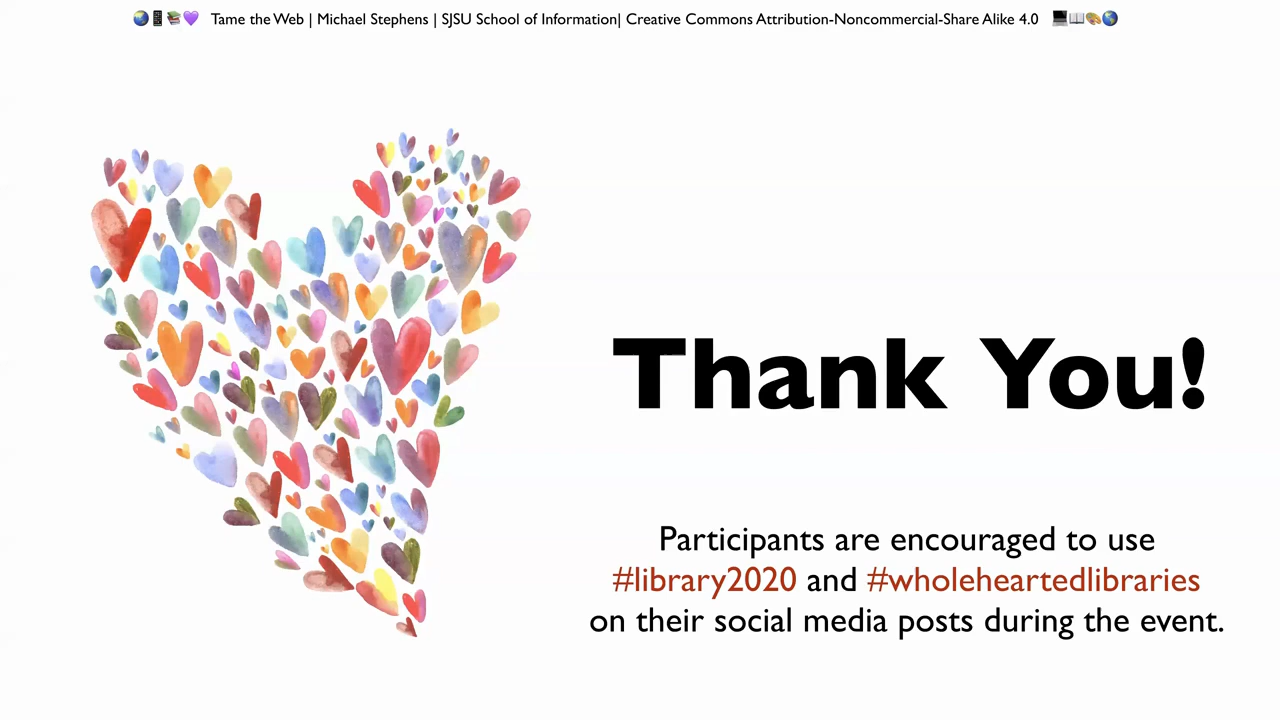 Tame the Web | Michael Stephens | SJSU School of Information| Creative Commons Attribution-Noncommercial-Share Alike 4.0
Thank You!
Participants are encouraged to use
#library2020 and #wholeheartedlibraries
on their social media posts during the event.